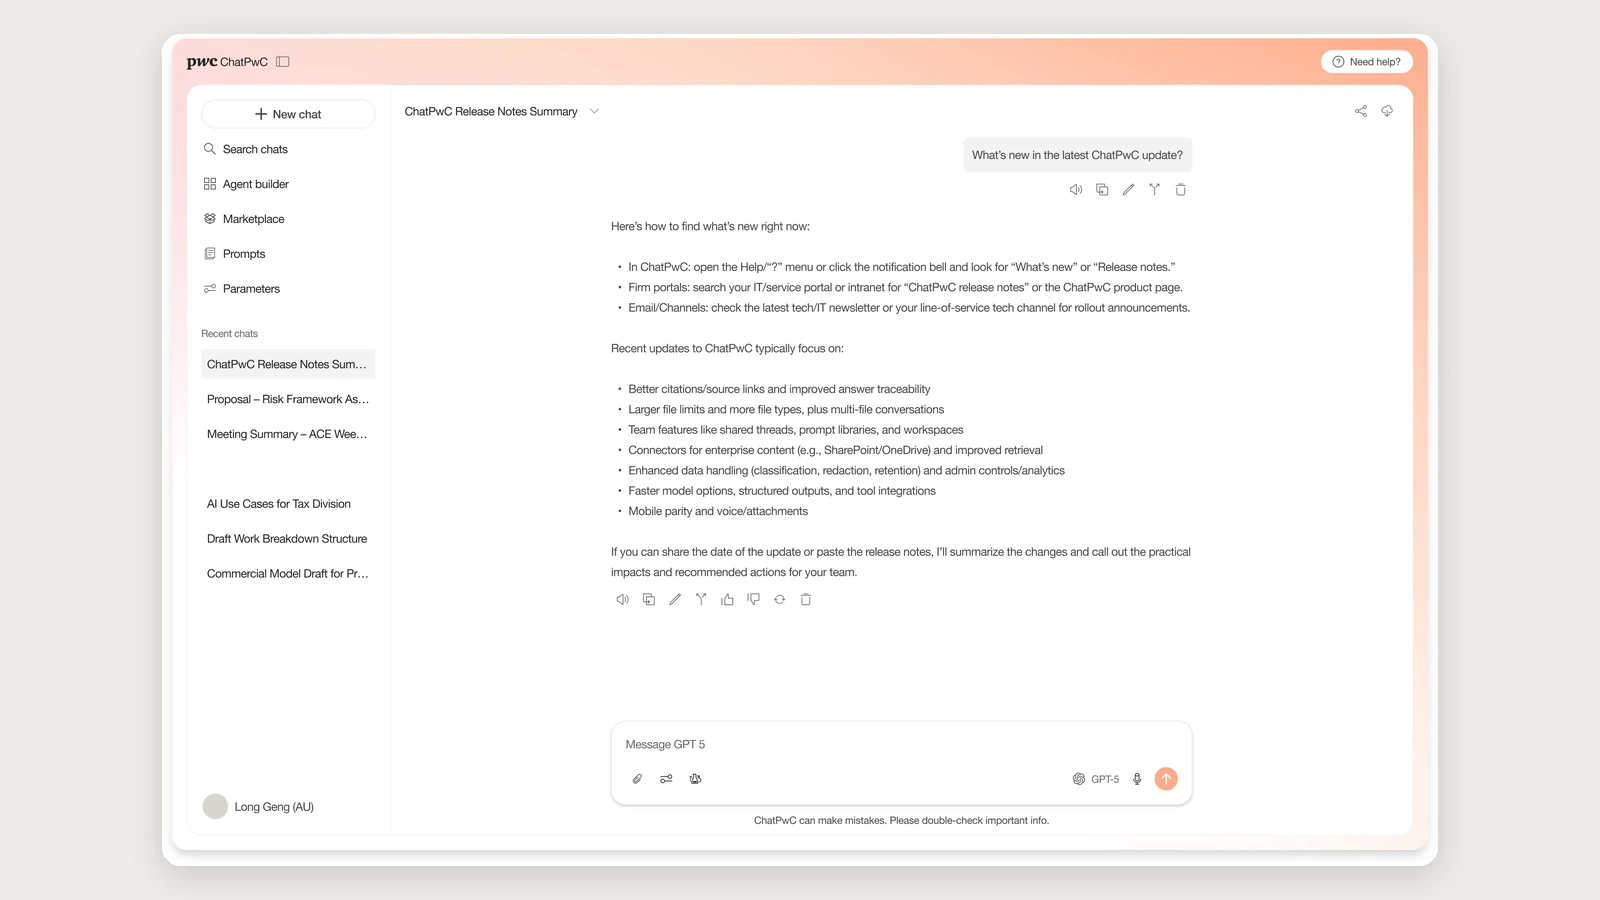 pwc ChatPwC
Need help?
New chat
Search chats
Agent builder
Marketplace
Prompts
Parameters
Recent chats
ChatPwC Release Notes Sum…
Proposal – Risk Framework As…
Meeting Summary – ACE Wee…
AI Use Cases for Tax Division
Draft Work Breakdown Structure
Commercial Model Draft for Pr…
Long Geng (AU)
ChatPwC Release Notes Summary
What’s new in the latest ChatPwC update?
Here’s how to find what’s new right now:
• In ChatPwC: open the Help/“?” menu or click the notification bell and look for “What’s new” or “Release notes.”
• Firm portals: search your IT/service portal or intranet for “ChatPwC release notes” or the ChatPwC product page.
• Email/Channels: check the latest tech/IT newsletter or your line-of-service tech channel for rollout announcements.
Recent updates to ChatPwC typically focus on:
• Better citations/source links and improved answer traceability
• Larger file limits and more file types, plus multi-file conversations
• Team features like shared threads, prompt libraries, and workspaces
• Connectors for enterprise content (e.g., SharePoint/OneDrive) and improved retrieval
• Enhanced data handling (classification, redaction, retention) and admin controls/analytics
• Faster model options, structured outputs, and tool integrations
• Mobile parity and voice/attachments
If you can share the date of the update or paste the release notes, I’ll summarize the changes and call out the practical
impacts and recommended actions for your team.
Message GPT 5
GPT-5
ChatPwC can make mistakes. Please double-check important info.